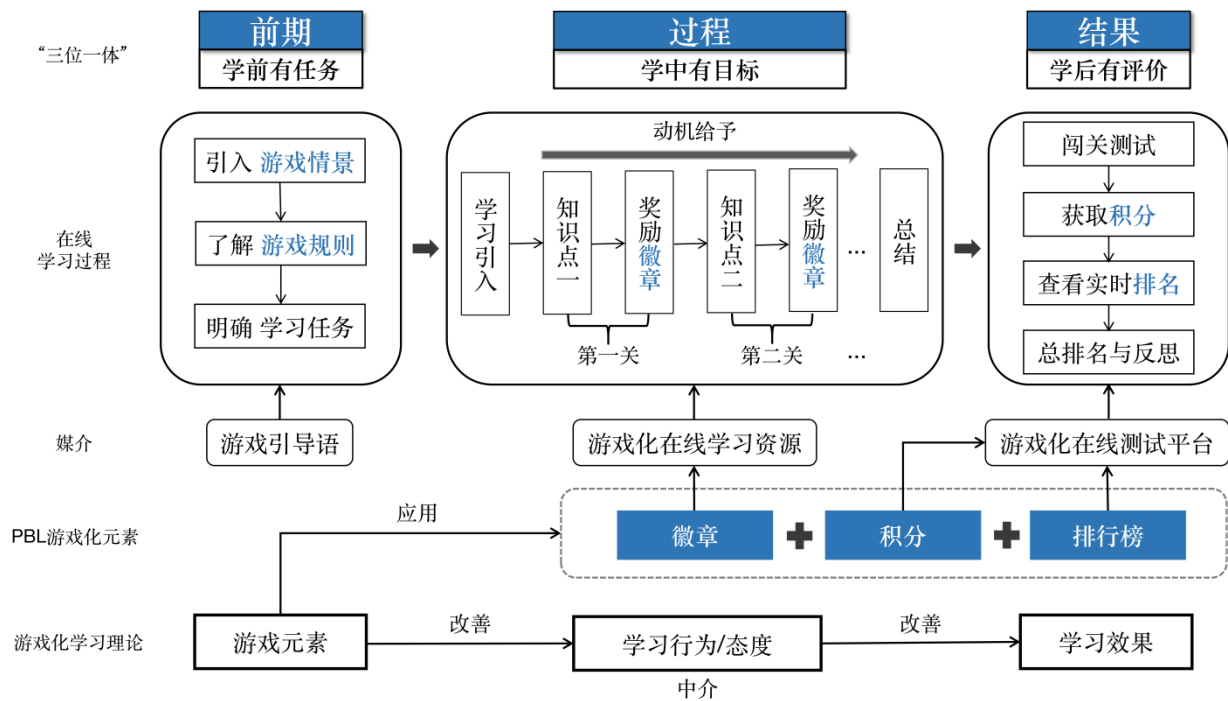 “三位一体”
前期
学前有任务
过程
学中有目标
结果
学后有评价
在线
学习过程
引入 游戏情景
了解 游戏规则
明确 学习任务
动机给予
学习引入
知识点一
奖励徽章
知识点二
奖励徽章
...
总结
第一关
第二关
...
闯关测试
获取积分
查看实时排名
总排名与反思
媒介
游戏引导语
游戏化在线学习资源
游戏化在线测试平台
PBL游戏化元素
应用
徽章
积分
排行榜
游戏化学习理论
游戏元素
改善
学习行为/态度
改善
学习效果
中介